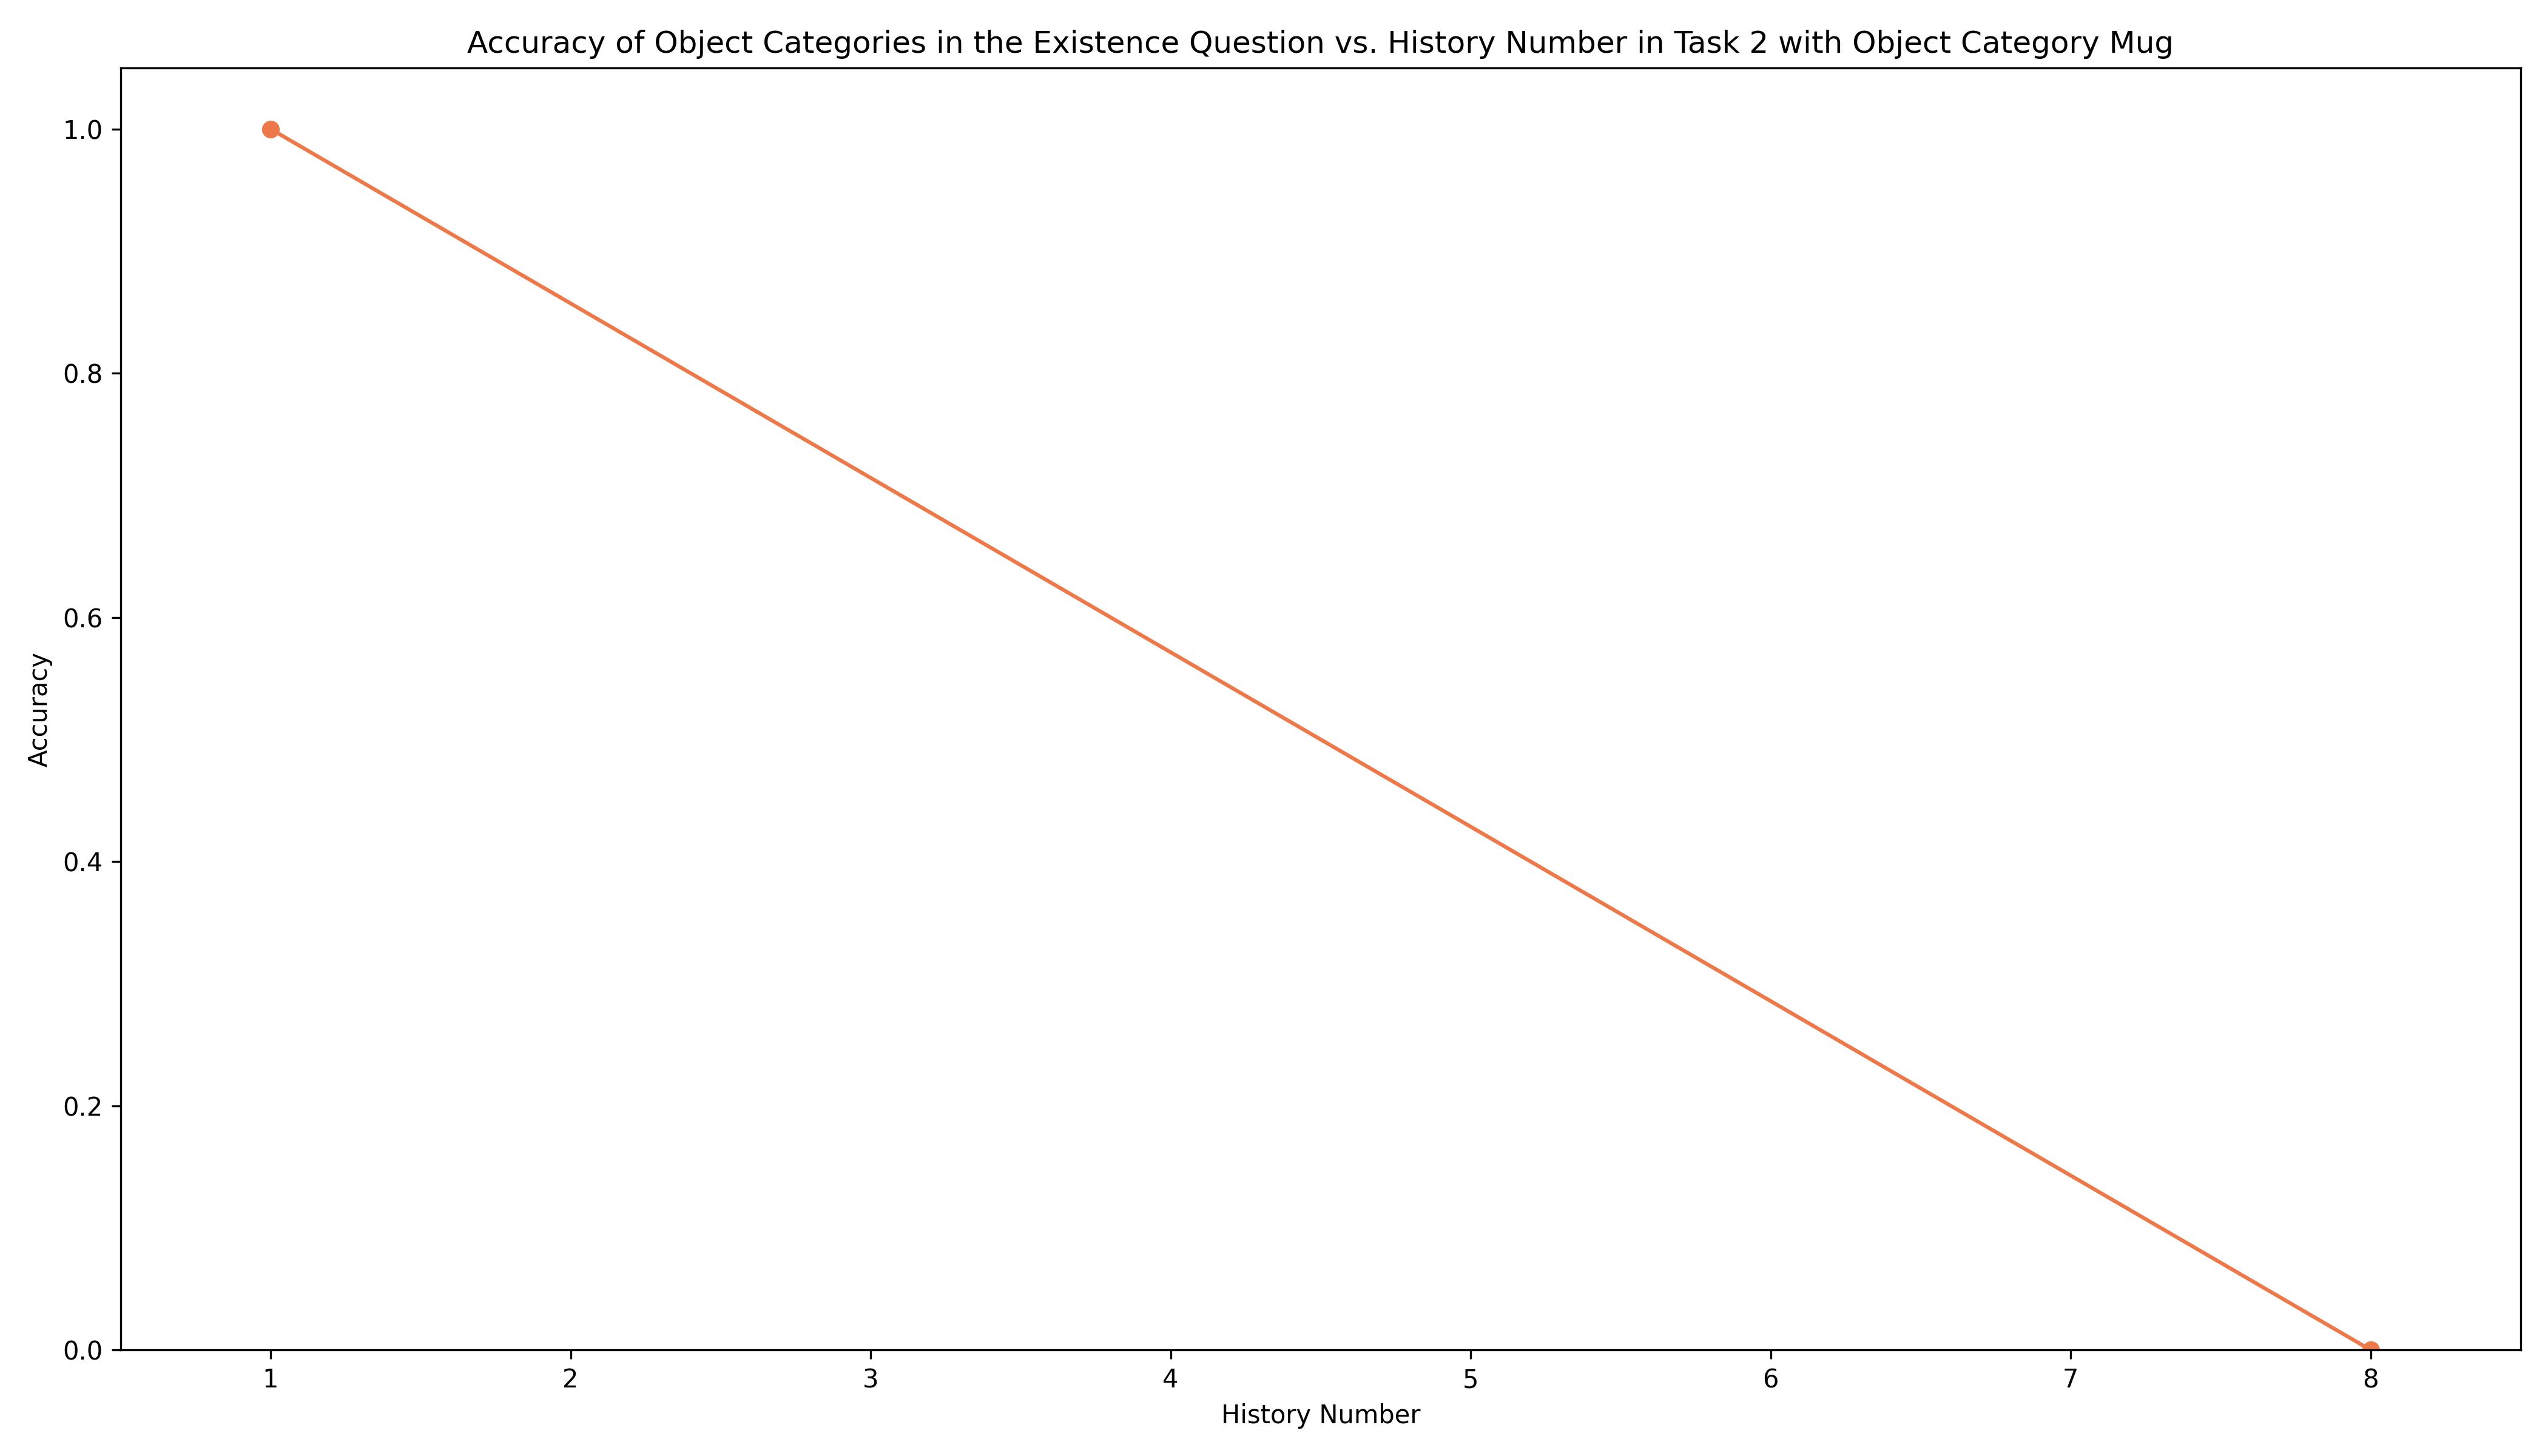 Accuracy of Object Categories in the Existence Question vs. History Number in Task 2 with Object Category Mug
1.0
0.8
0.6
0.4
0.2
0.0
Accuracy
1 2 3 4 5 6 7 8
History Number